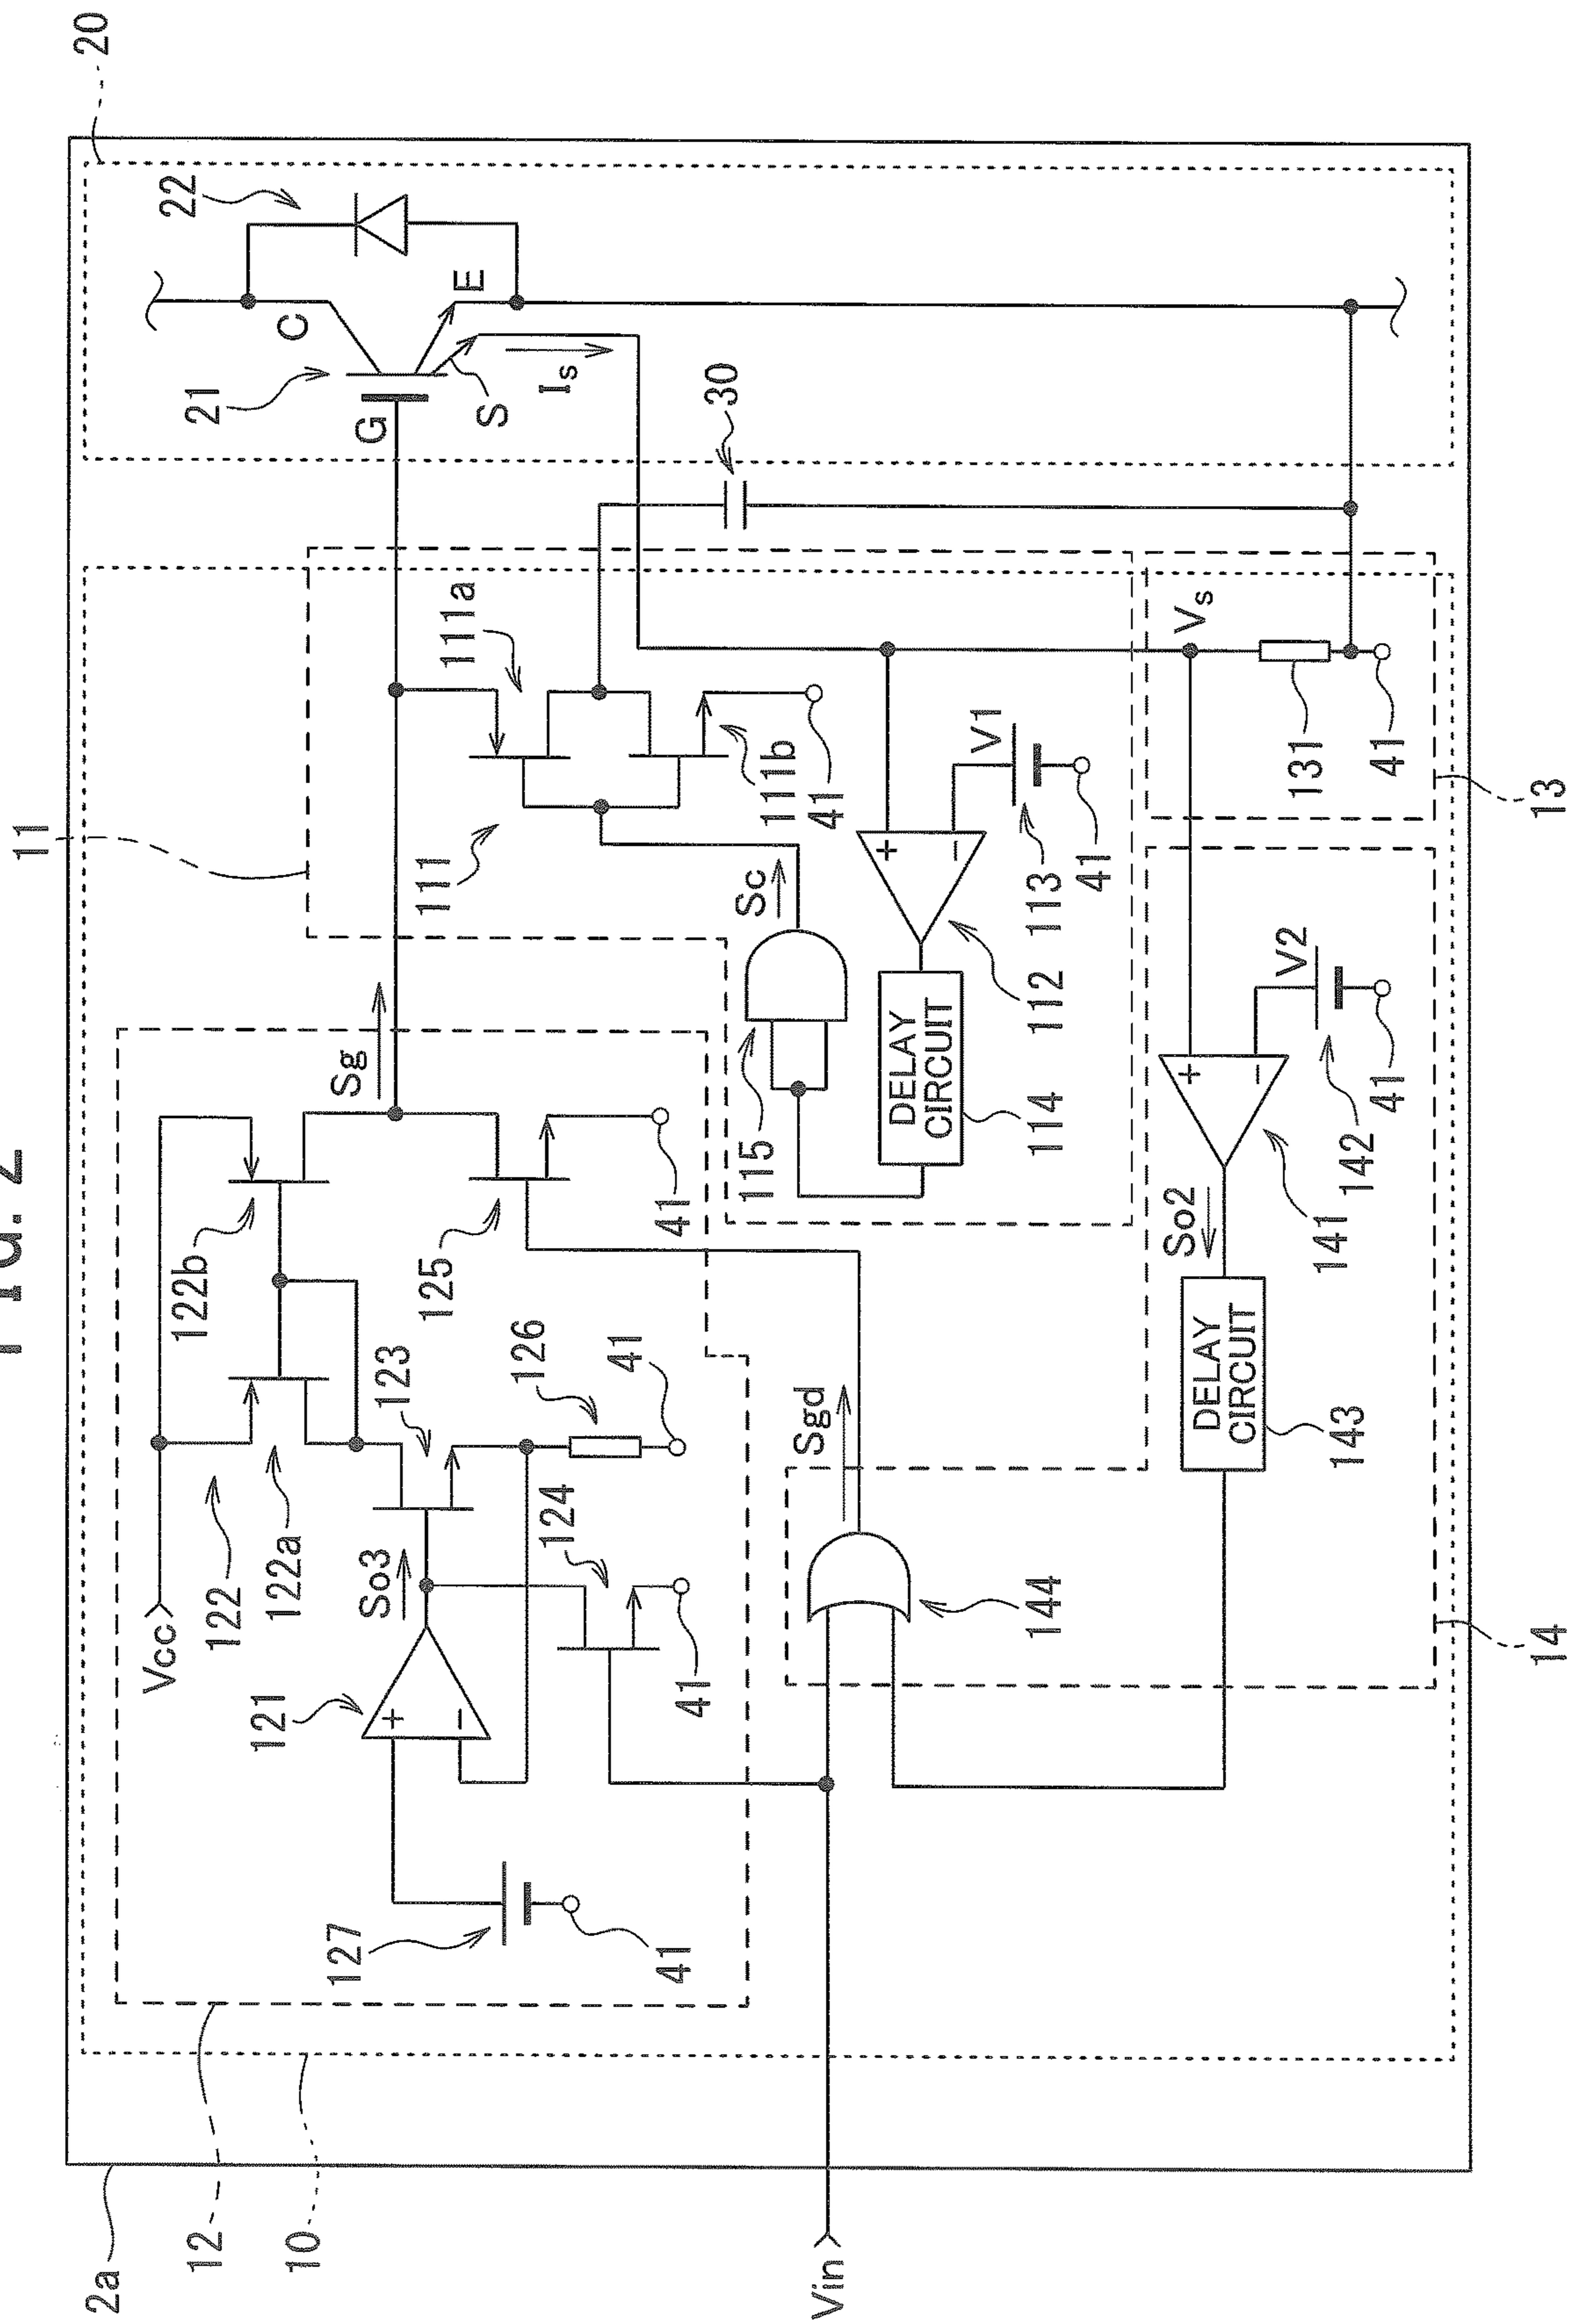 FIG. 2
2a
10
12
11
20
Vcc
122
122a
122b
Sg
121
+
−
So3
123
124
125
126
127
41
41
41
41
111
111a
111b
41
Sc
115
DELAY
CIRCUIT
114
+
−
112
113
V1
41
21
22
C
G
E
S
Is
30
Vs
131
41
13
Vin
Sgd
144
DELAY
CIRCUIT
143
So2
+
−
141
142
V2
41
14